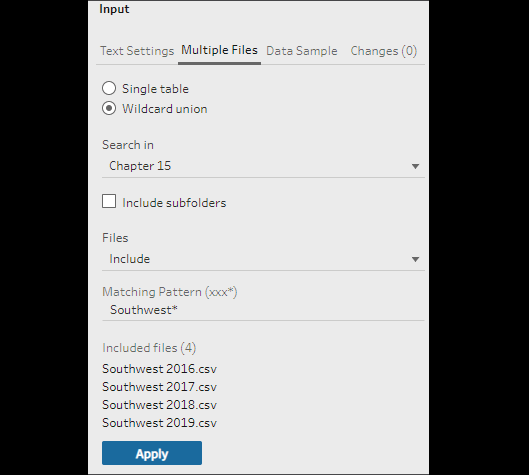 Input
Text Settings Multiple Files Data Sample Changes (0)
Single table
Wildcard union
Search in
Chapter 15
Include subfolders
Files
Include
Matching Pattern (xxx*)
Southwest*
Included files (4)
Southwest 2016.csv
Southwest 2017.csv
Southwest 2018.csv
Southwest 2019.csv
Apply